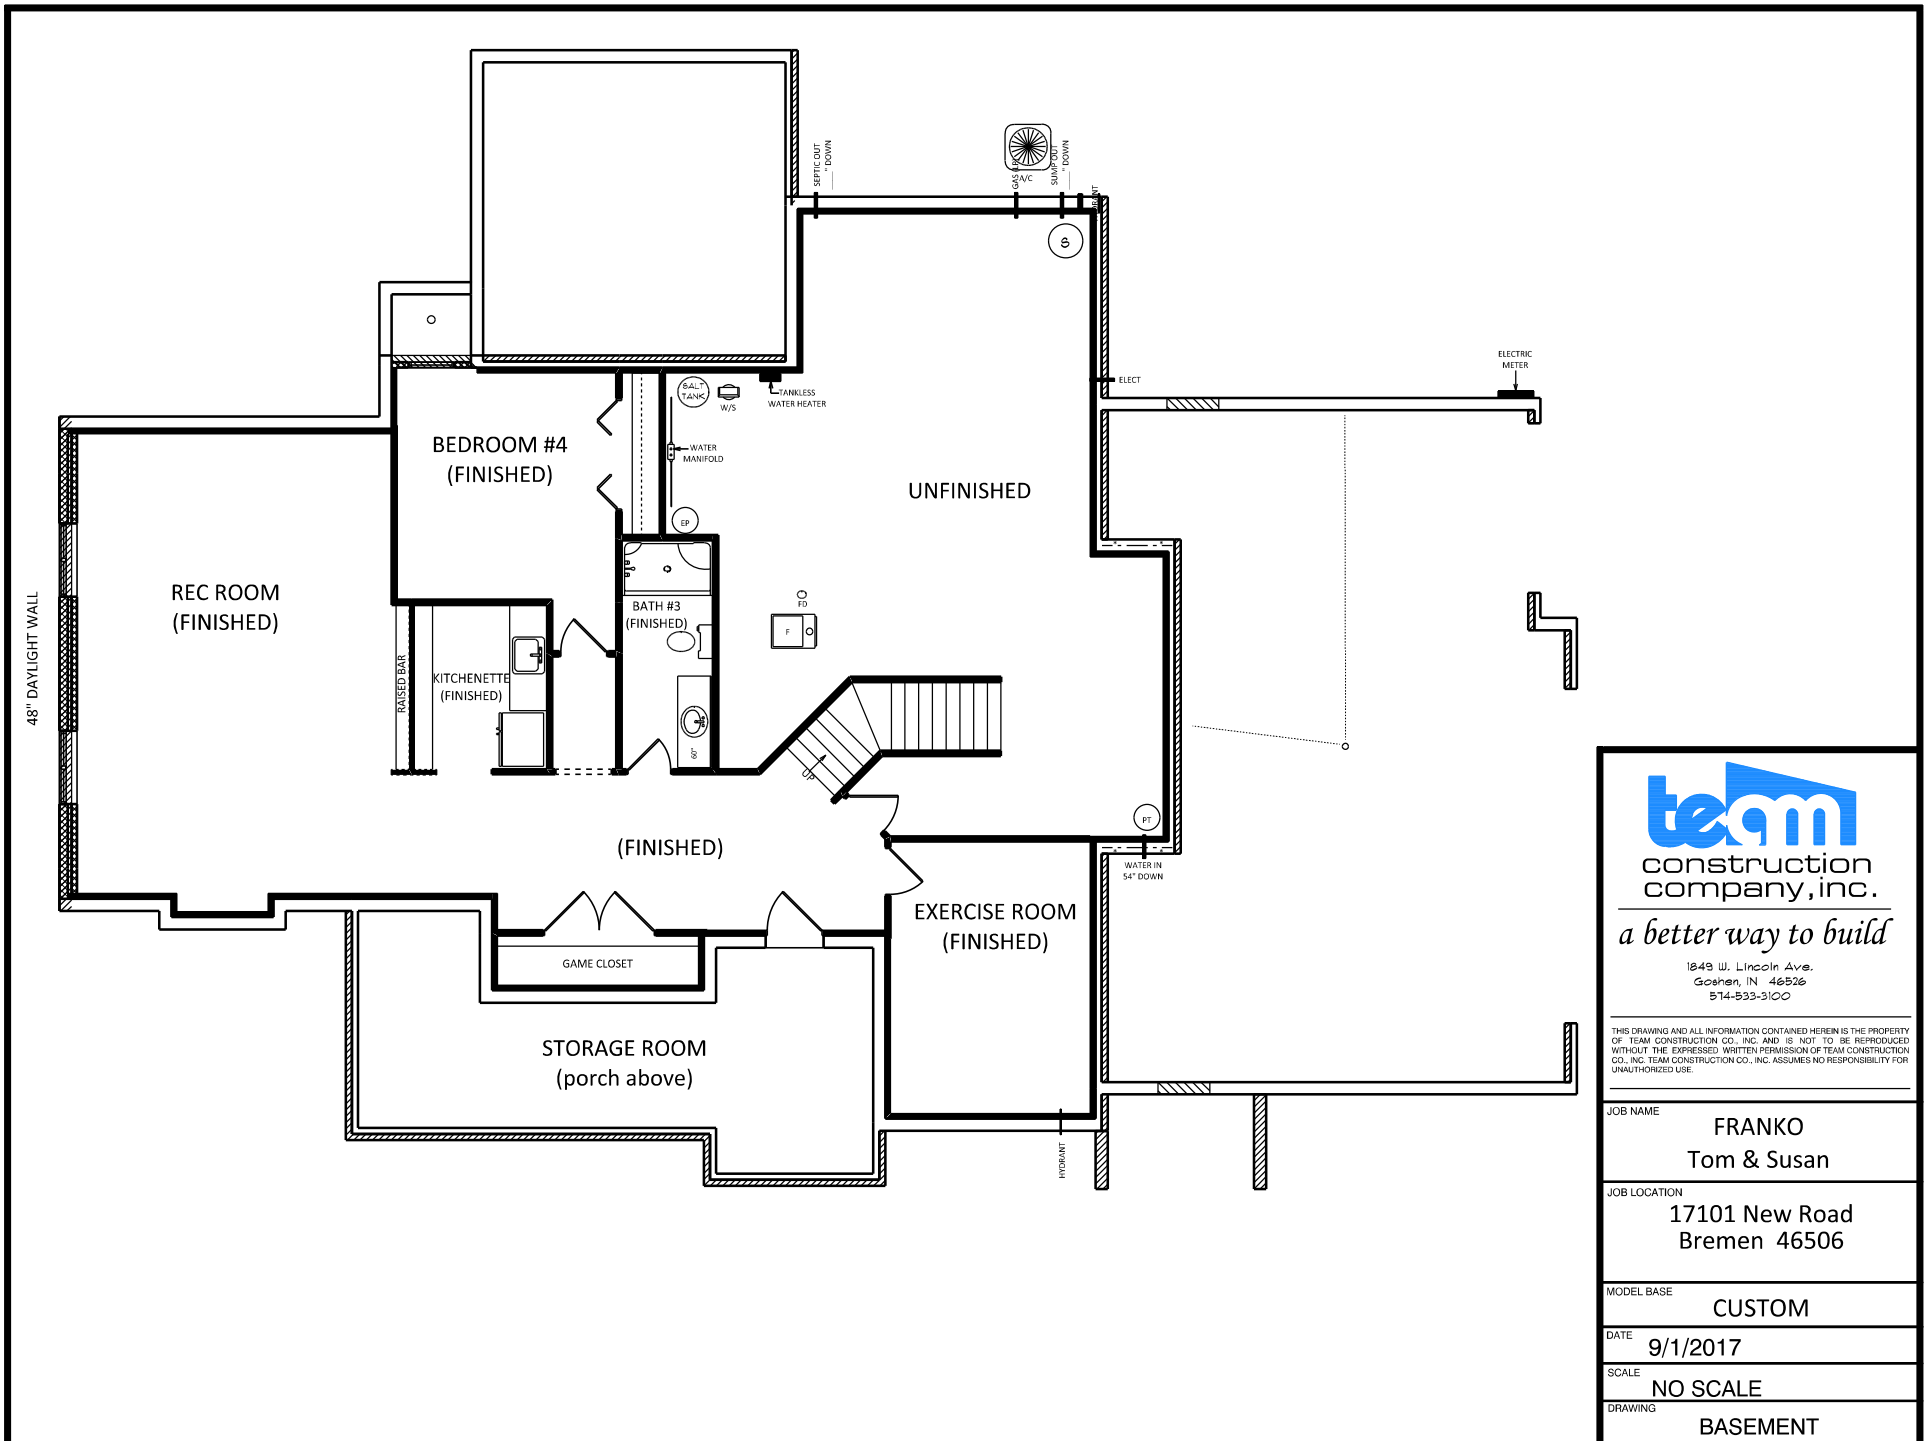 SEPTIC OUT
" DOWN
A/C
SUMP OUT
" DOWN
S
ELECTRIC
METER
ELECT
SALT
TANK
W/S
TANKLESS
WATER HEATER
WATER
MANIFOLD
EP
BEDROOM #4
(FINISHED)
UNFINISHED
REC ROOM
(FINISHED)
48" DAYLIGHT WALL
BATH #3
(FINISHED)
FD
F
RAISED BAR
KITCHENETTE
(FINISHED)
60"
UP
PT
WATER IN
54" DOWN
(FINISHED)
EXERCISE ROOM
(FINISHED)
GAME CLOSET
STORAGE ROOM
(porch above)
HYDRANT
team
construction
company,inc.
a better way to build
1849 W. Lincoln Ave.
Goshen, IN 46526
574-533-3100
THIS DRAWING AND ALL INFORMATION CONTAINED HEREIN IS THE PROPERTY
OF TEAM CONSTRUCTION CO., INC. AND IS NOT TO BE REPRODUCED
WITHOUT THE EXPRESSED WRITTEN PERMISSION OF TEAM CONSTRUCTION
CO., INC. TEAM CONSTRUCTION CO., INC. ASSUMES NO RESPONSIBILITY FOR
UNAUTHORIZED USE.
JOB NAME
FRANKO
Tom & Susan
JOB LOCATION
17101 New Road
Bremen 46506
MODEL BASE
CUSTOM
DATE
9/1/2017
SCALE
NO SCALE
DRAWING
BASEMENT